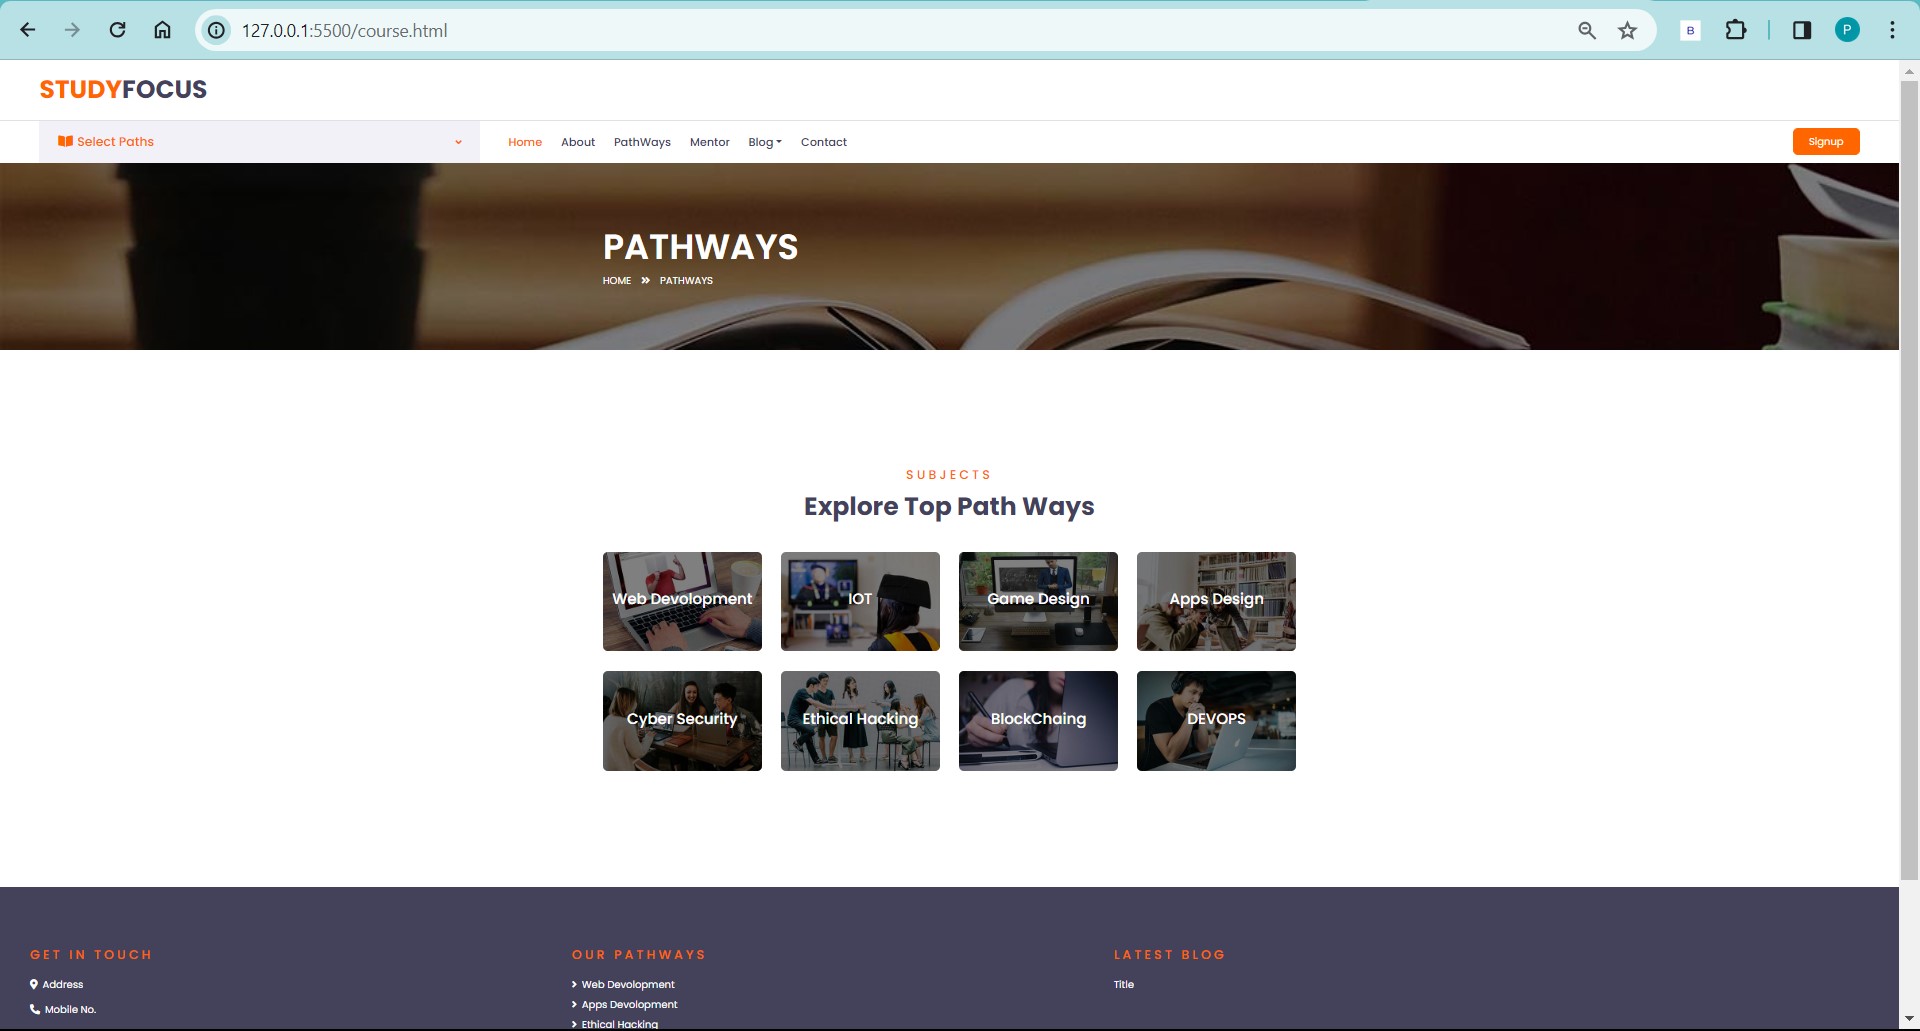 127.0.0.1:5500/course.html
B
P
STUDYFOCUS
Select Paths
Home About PathWays Mentor Blog Contact
Signup
PATHWAYS
HOME » PATHWAYS
SUBJECTS
Explore Top Path Ways
Web Devolopment
IOT
Game Design
Apps Design
Cyber Security
Ethical Hacking
BlockChaing
DEVOPS
GET IN TOUCH
Address
Mobile No.
OUR PATHWAYS
Web Devolopment
Apps Devolopment
Ethical Hacking
LATEST BLOG
Title